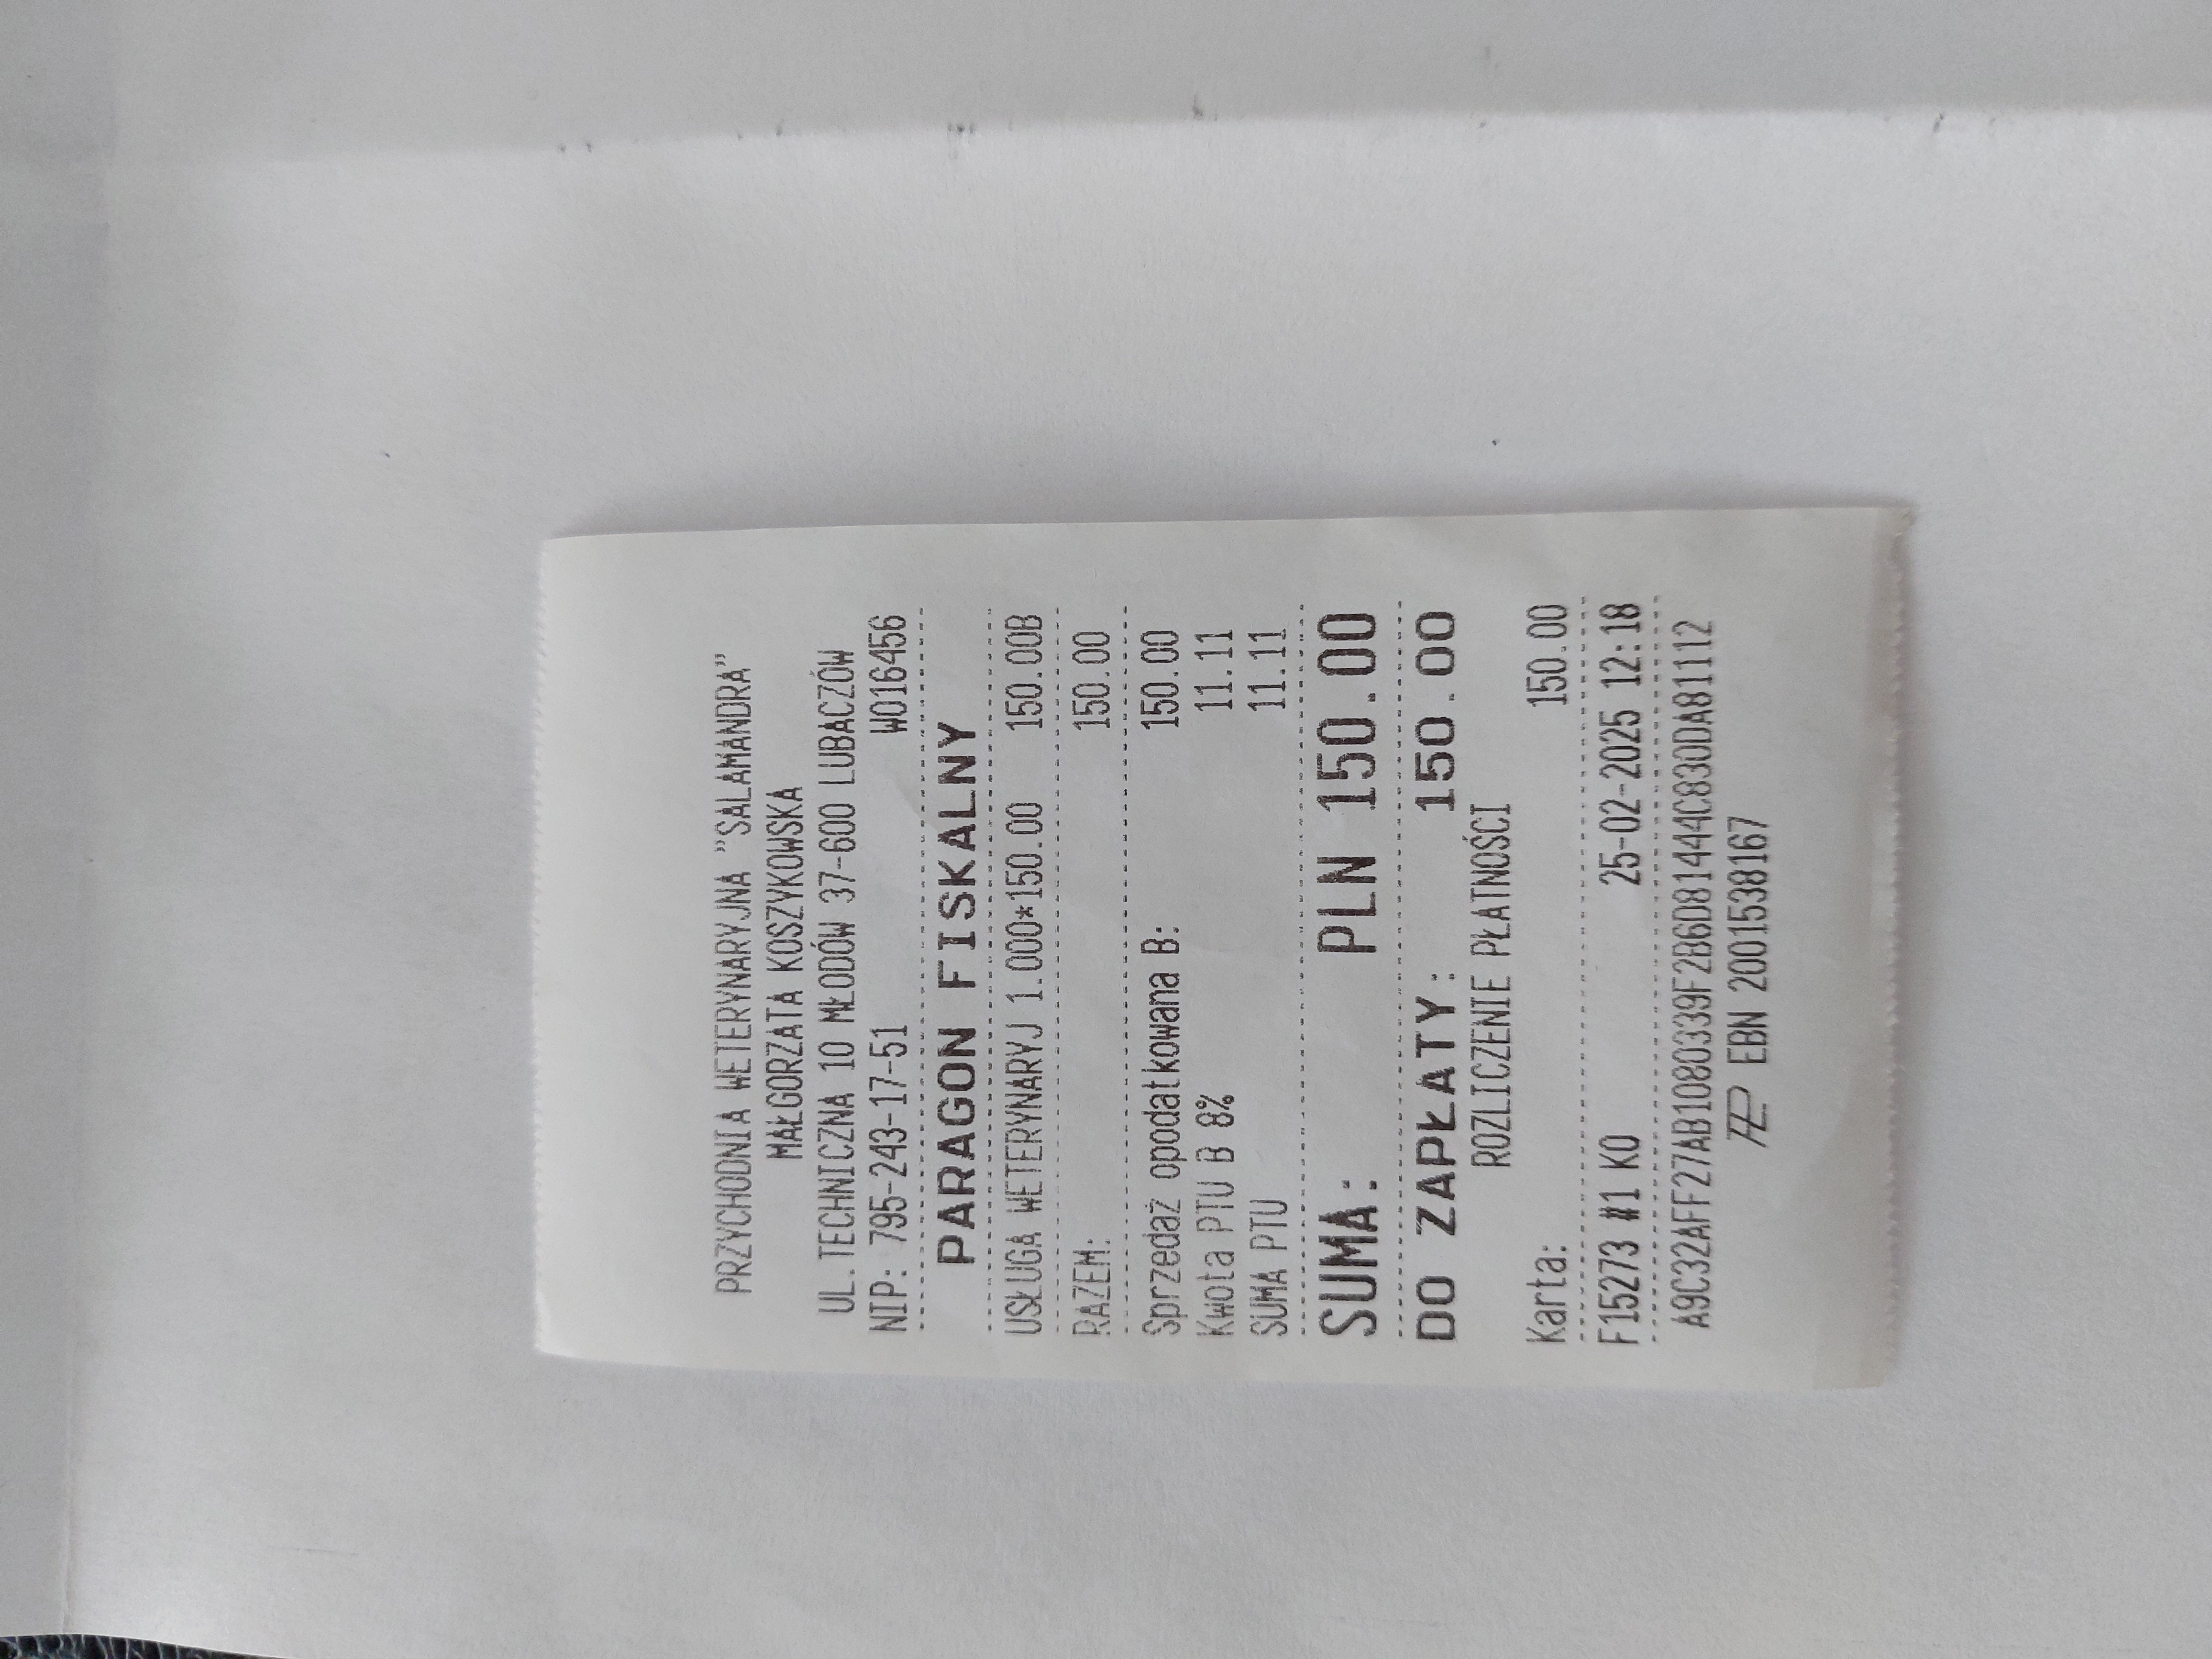 PRZYCHODNIA WETERYNARYJNA "SALAMANDRA"
MAŁGORZATA KOSZYKOWSKA
UL.TECHNICZNA 10 MŁODÓW 37-600 LUBACZÓW
NIP: 795-243-17-51 W016456
PARAGON FISKALNY
USŁUGA WETERYNARYJ 1.000*150.00 150.00B
RAZEM: 150.00
Sprzedaż opodatkowana B: 150.00
Kwota PTU B 8% 11.11
SUMA PTU 11.11
SUMA: PLN 150.00
DO ZAPŁATY: 150.00
ROZLICZENIE PŁATNOŚCI
Karta: 150.00
F15273 #1 KO 25-02-2025 12:18
A9C32AFF27AB1080339F2B6D81444C830DA81112
EBN 2001538167